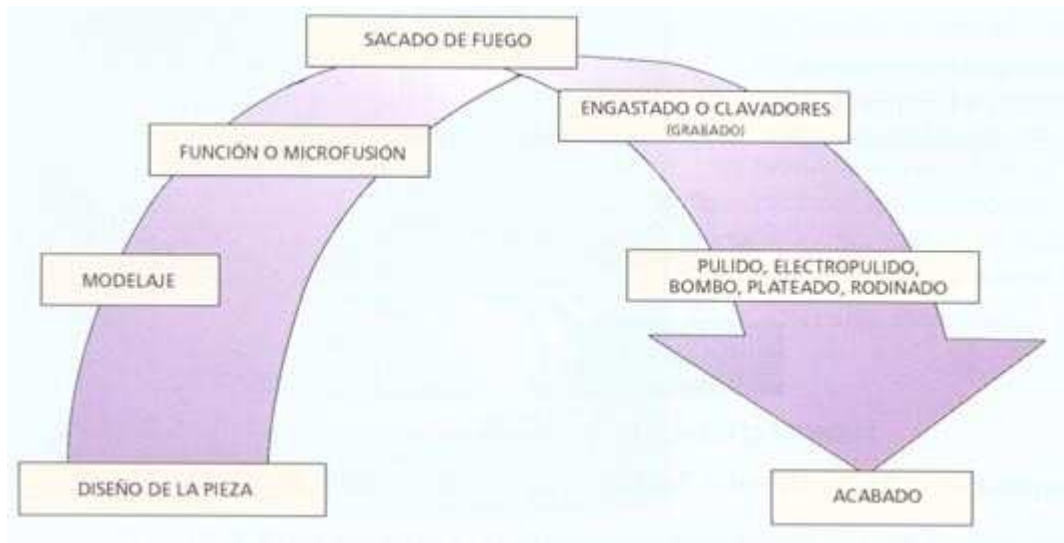 SACADO DE FUEGO
ENGASTADO O CLAVADORES
(GRABADO)
FUNCIÓN O MICROFUSIÓN
MODELAJE
PULIDO, ELECTROPULIDO,
BOMBO, PLATEADO, RODINADO
DISEÑO DE LA PIEZA
ACABADO